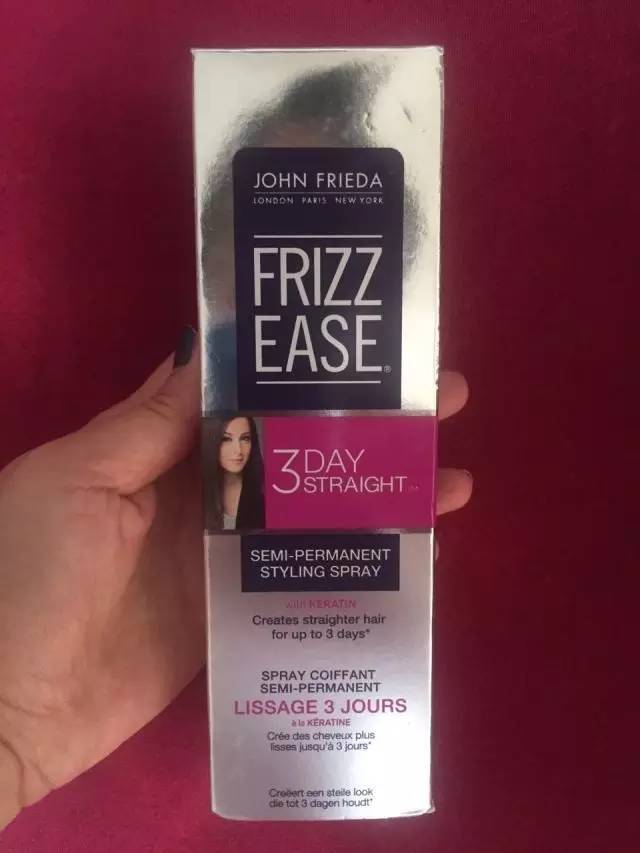 JOHN FRIEDA
LONDON PARIS NEW YORK
FRIZZ
EASE®
3 DAY
STRAIGHT™
SEMI-PERMANENT
STYLING SPRAY
with KERATIN
Creates straighter hair
for up to 3 days*
SPRAY COIFFANT
SEMI-PERMANENT
LISSAGE 3 JOURS
à la KÉRATINE
Crée des cheveux plus
lisses jusqu'à 3 jours*
Creëert een steile look
die tot 3 dagen houdt*